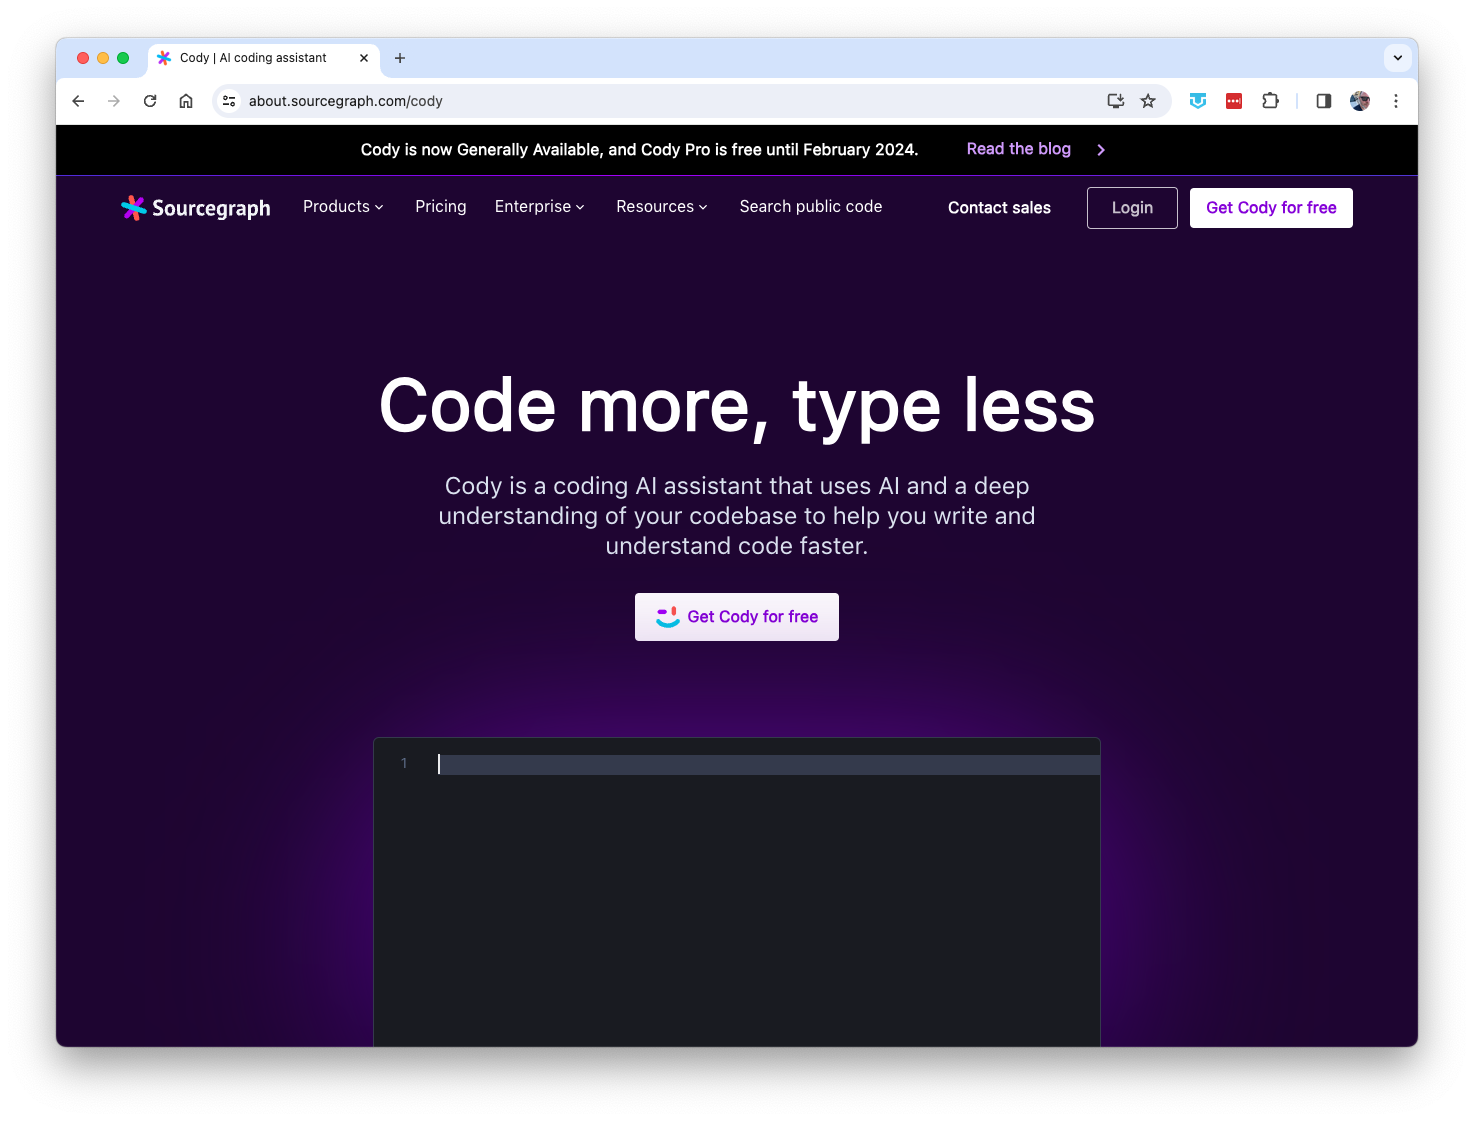 Cody | AI coding assistant
about.sourcegraph.com/cody
Cody is now Generally Available, and Cody Pro is free until February 2024.
Read the blog
Sourcegraph
Products
Pricing
Enterprise
Resources
Search public code
Contact sales
Login
Get Cody for free
Code more, type less
Cody is a coding AI assistant that uses AI and a deep
understanding of your codebase to help you write and
understand code faster.
Get Cody for free
1